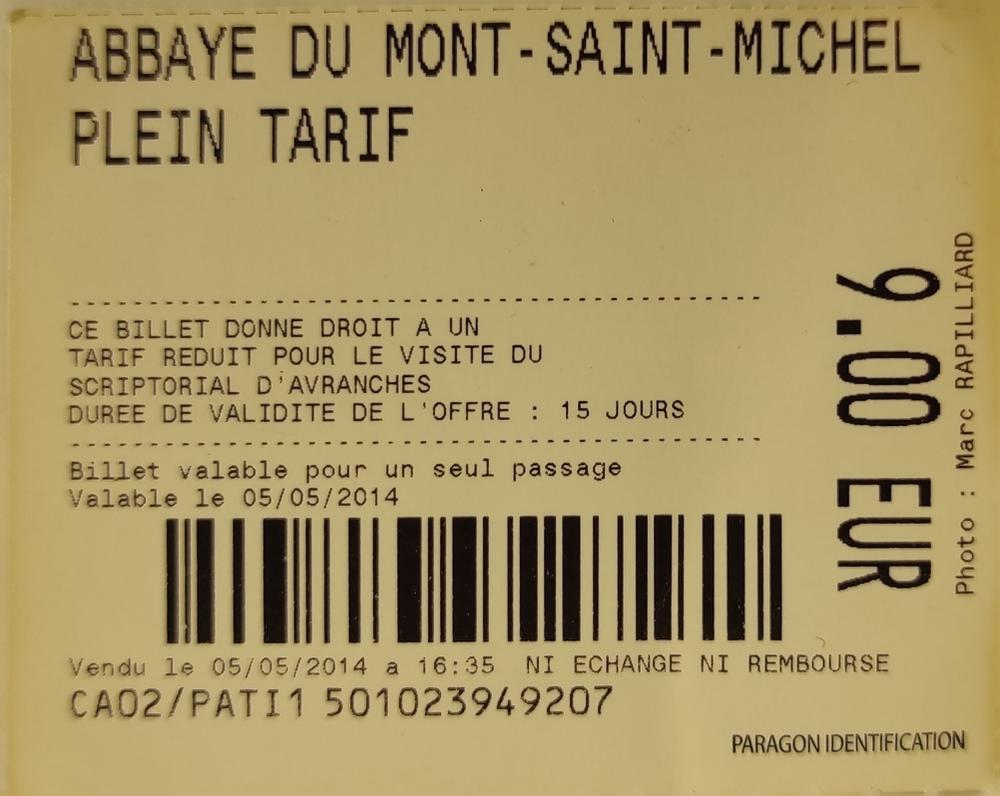 ABBAYE DU MONT-SAINT-MICHEL
PLEIN TARIF
CE BILLET DONNE DROIT A UN
TARIF REDUIT POUR LE VISITE DU
SCRIPTORIAL D'AVRANCHES
DUREE DE VALIDITE DE L'OFFRE : 15 JOURS
Billet valable pour un seul passage
Valable le 05/05/2014
Vendu le 05/05/2014 a 16:35 NI ECHANGE NI REMBOURSE
CA02/PATI1 501023949207
9.00 EUR
Photo : Marc RAPILLIARD
PARAGON IDENTIFICATION